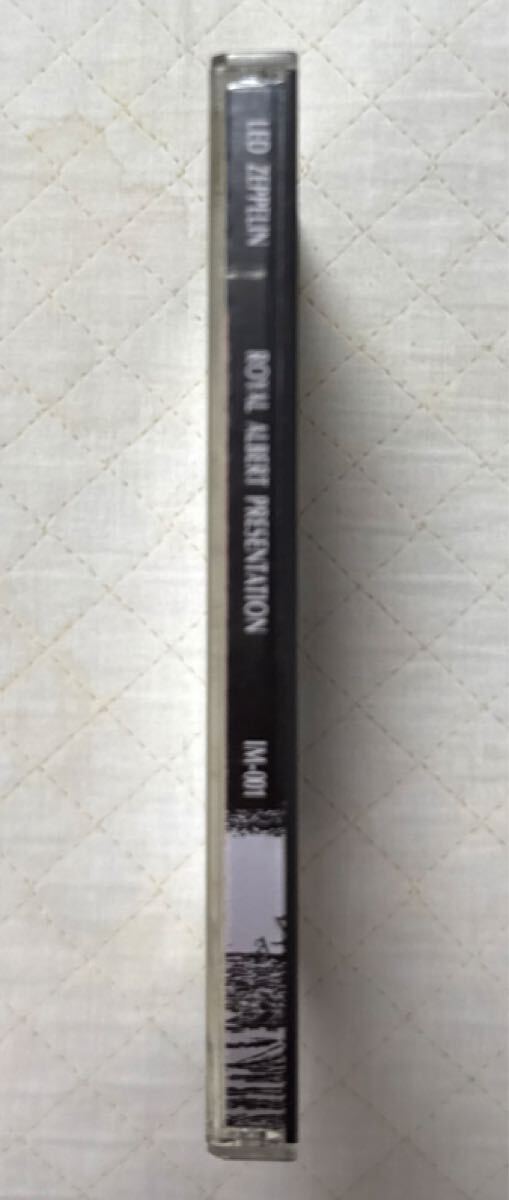 LED ZEPPELIN ROYAL ALBERT PRESENTATION IM-001